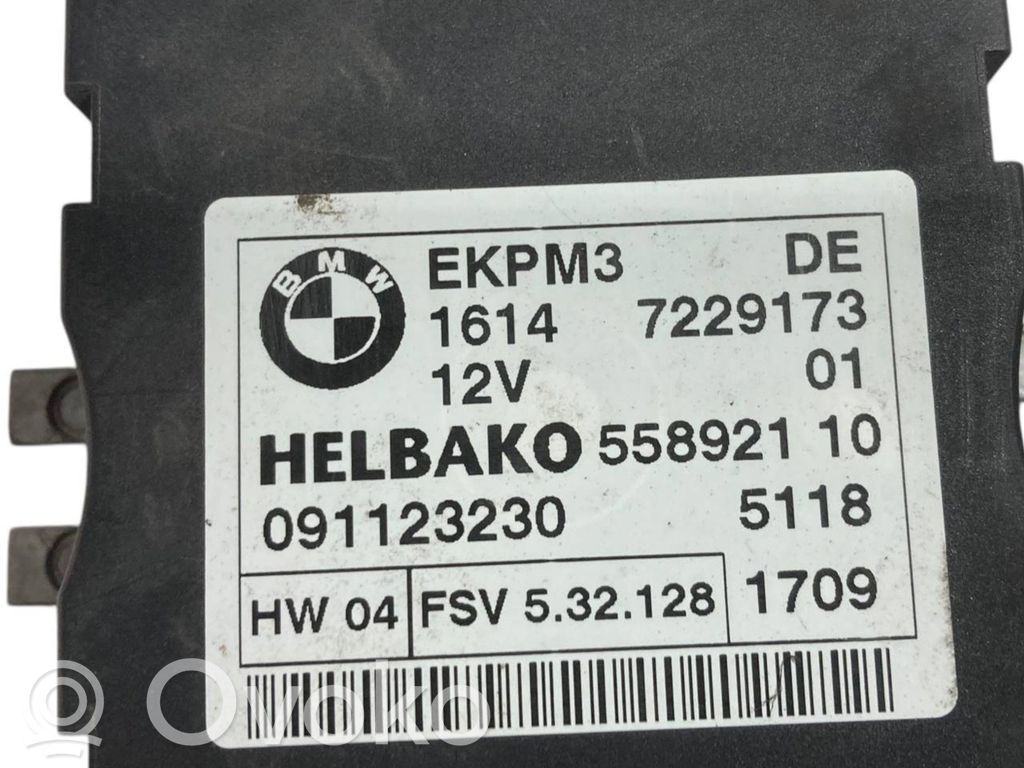 BMW
EKPM3 DE
1614 7229173
12V 01
HELBAKO 558921 10
091123230 5118
HW 04 FSV 5.32.128 1709
Ovoko